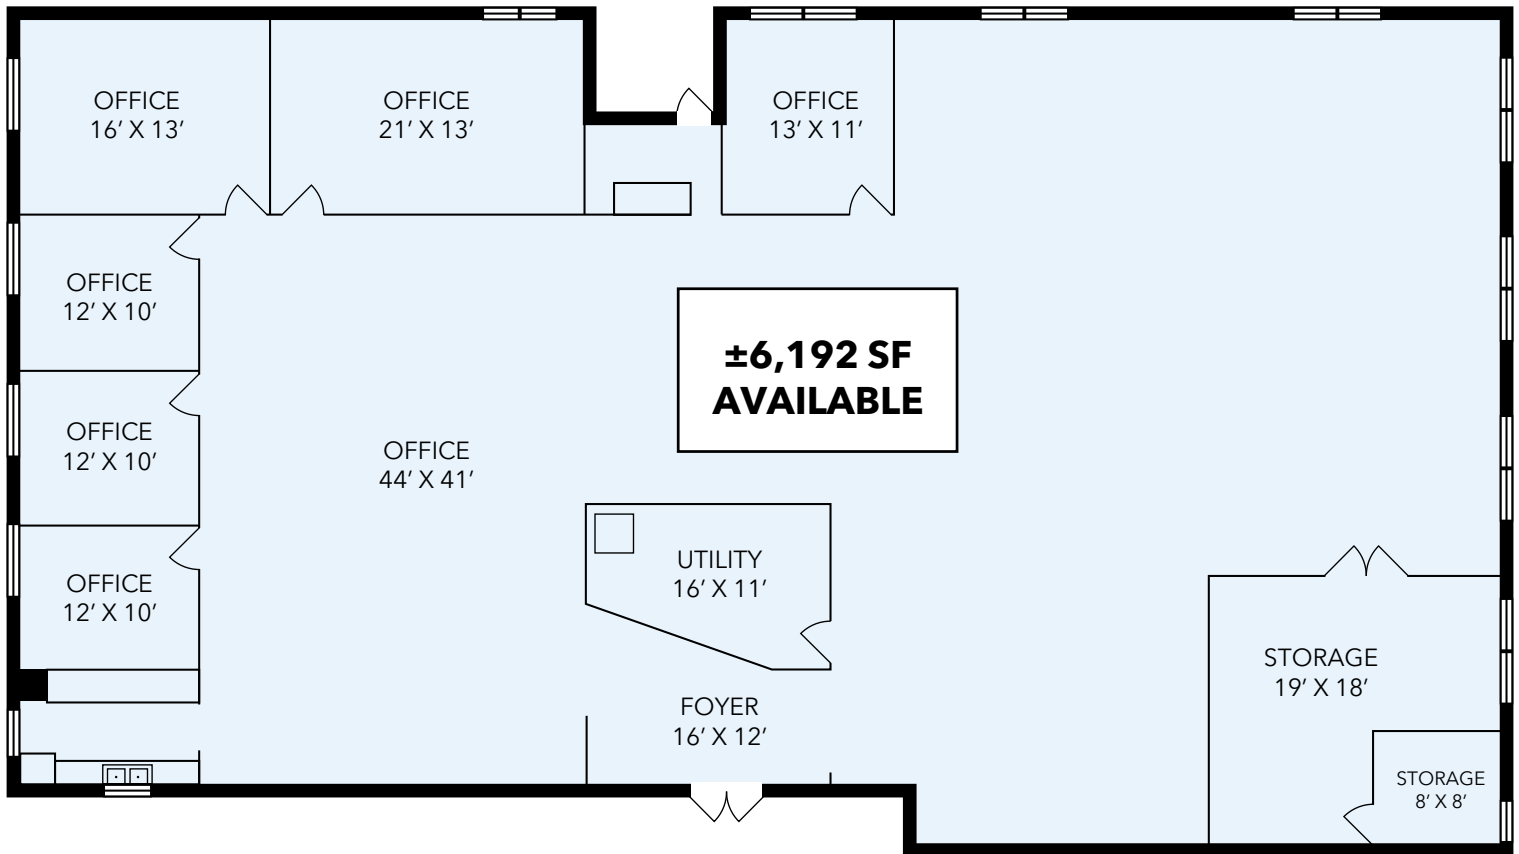 OFFICE
16’ X 13’
OFFICE
21’ X 13’
OFFICE
13’ X 11’
OFFICE
12’ X 10’
±6,192 SF
AVAILABLE
OFFICE
12’ X 10’
OFFICE
44’ X 41’
UTILITY
16’ X 11’
OFFICE
12’ X 10’
STORAGE
19’ X 18’
FOYER
16’ X 12’
STORAGE
8’ X 8’